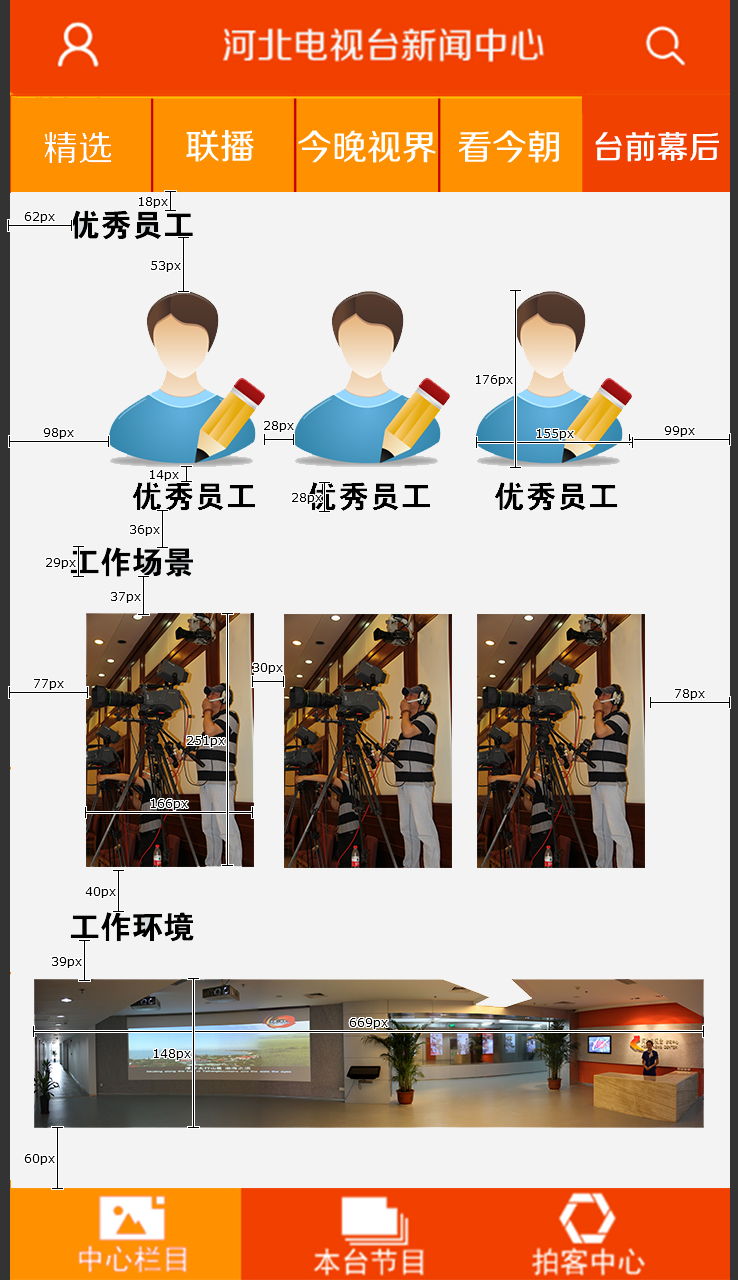 河北电视台新闻中心
精选 联播 今晚视界 看今朝 台前幕后
18px
62px 优秀员工
53px
176px
28px
98px 155px 99px
14px
优秀员工 28px 优秀员工 优秀员工
36px
29px 工作场景
37px
30px
77px 78px
251px
166px
40px
工作环境
39px
669px
148px
60px
中心栏目 本台节目 拍客中心